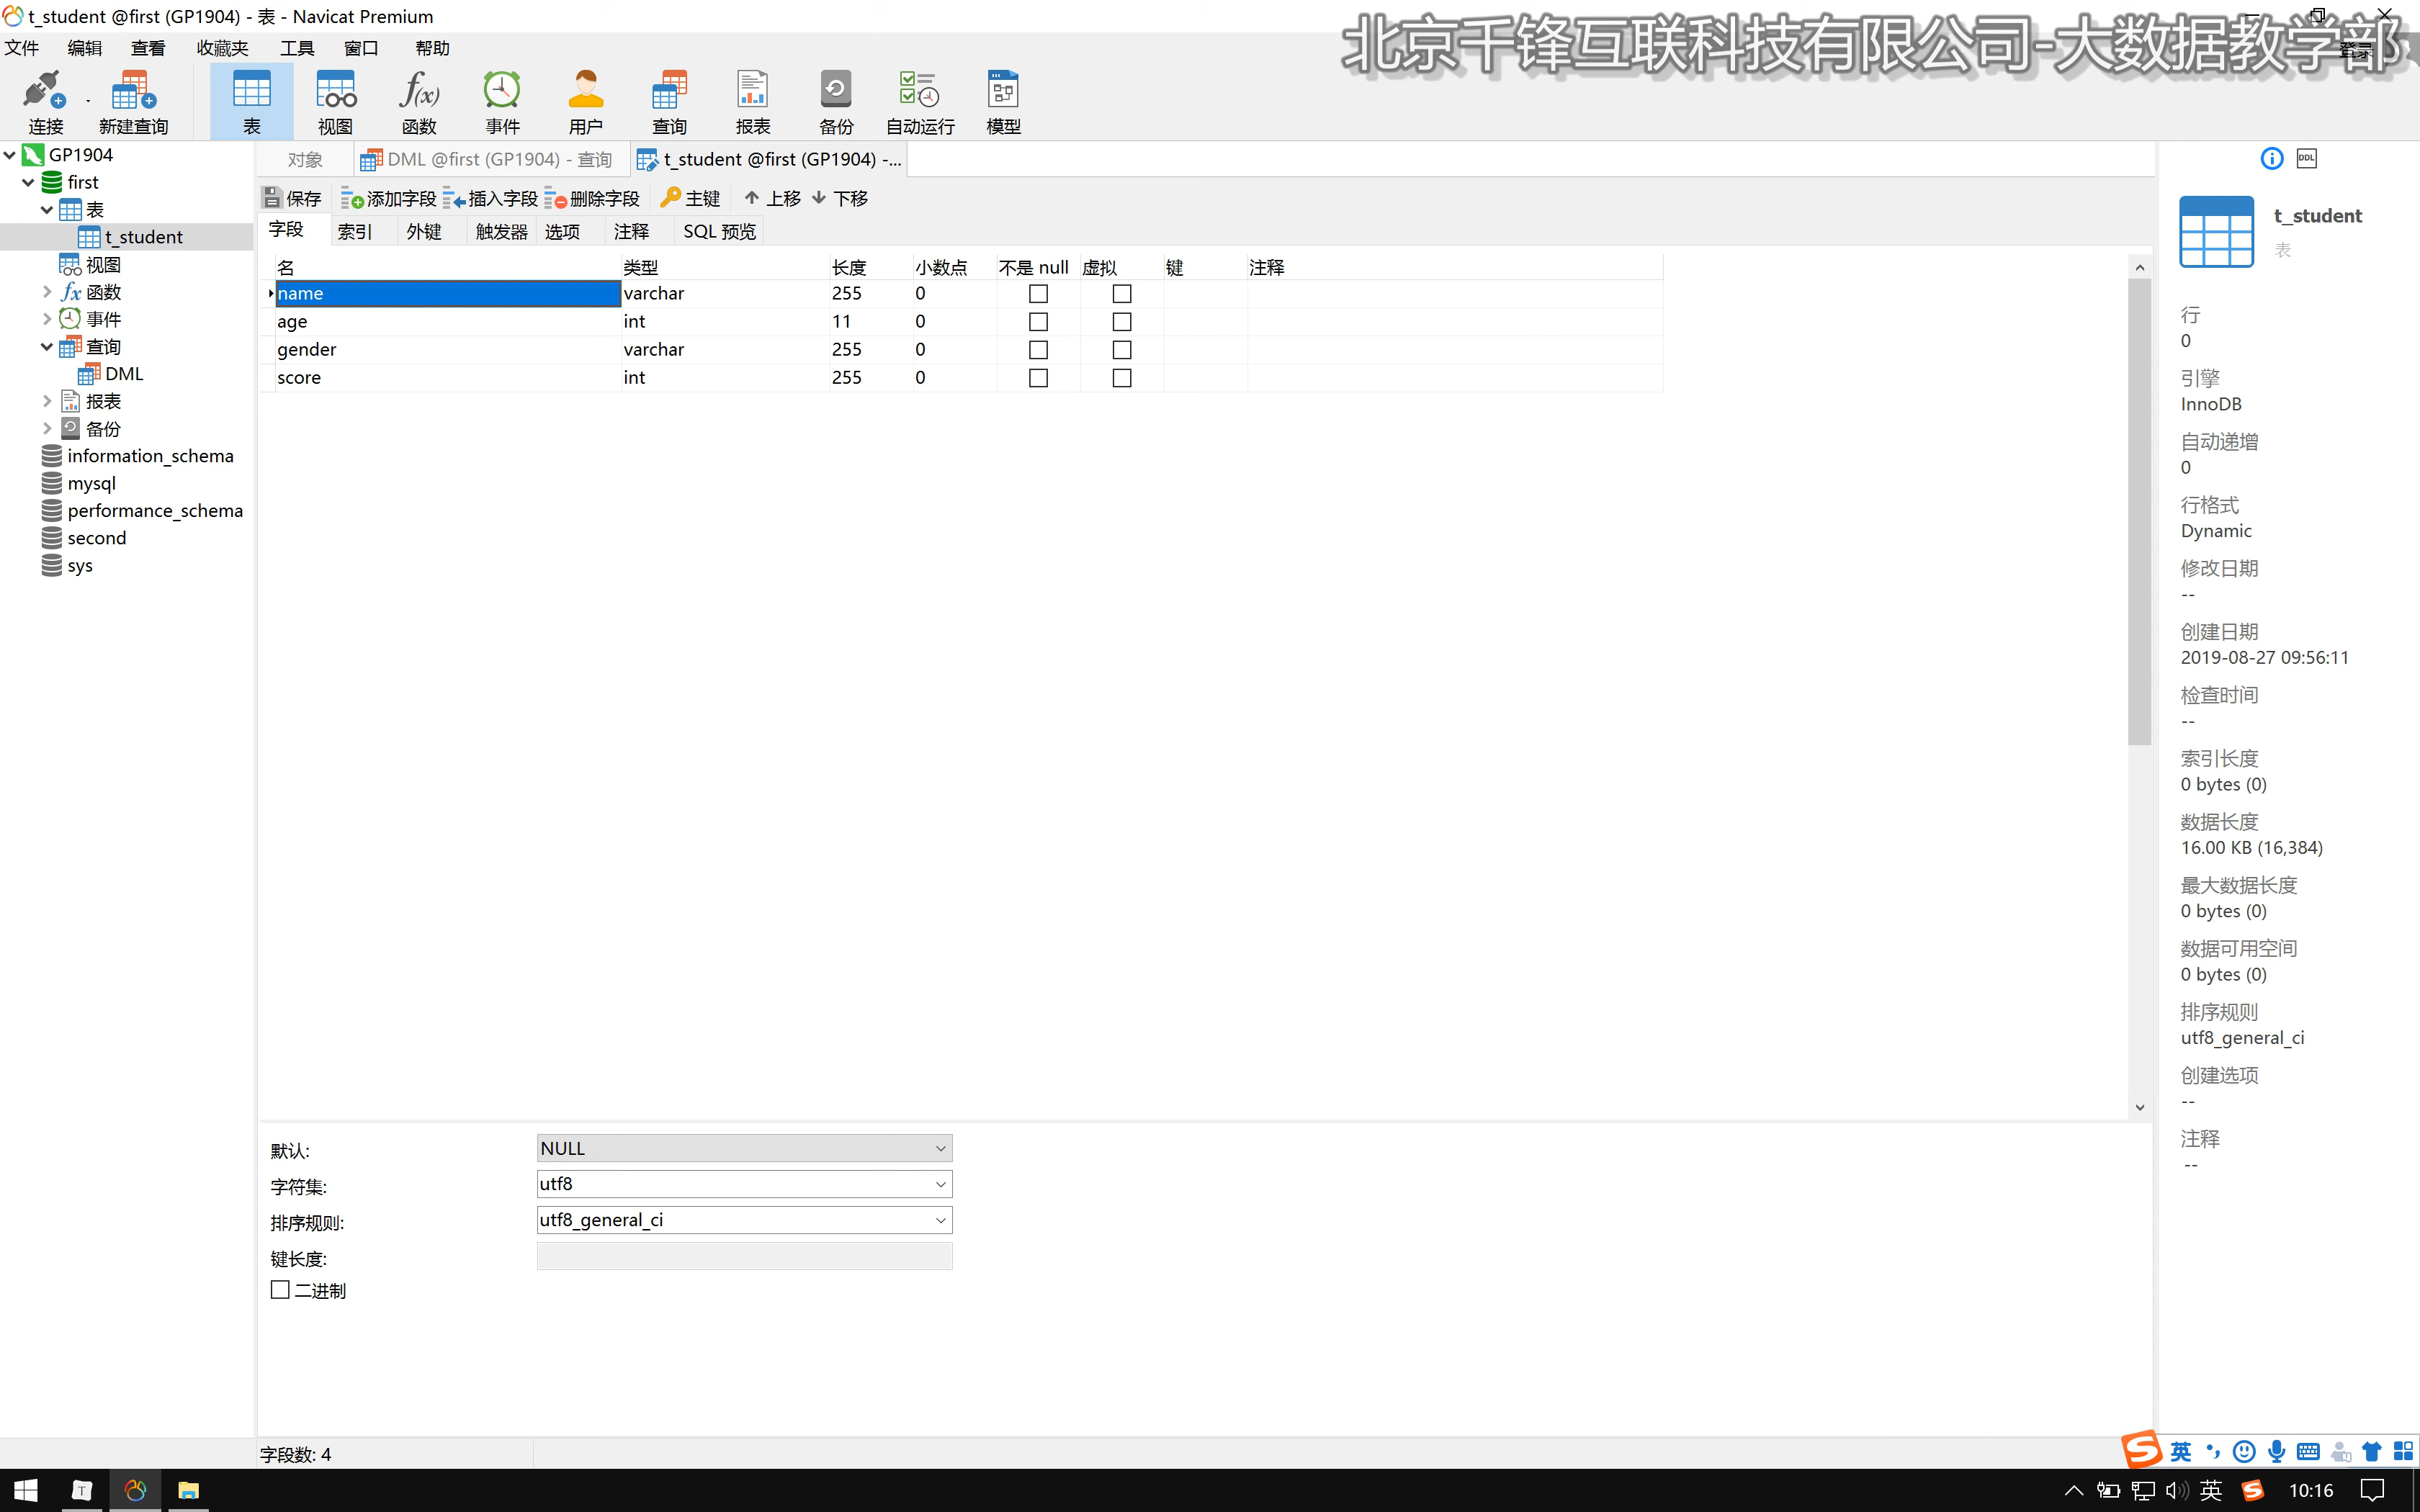 t_student @first (GP1904) - 表 - Navicat Premium
北京千锋互联科技有限公司-大数据教学部
文件 编辑 查看 收藏夹 工具 窗口 帮助
登录
连接 新建查询 表 视图 函数 事件 用户 查询 报表 备份 自动运行 模型
GP1904
first
表
t_student
视图
函数
事件
查询
DML
报表
备份
information_schema
mysql
performance_schema
second
sys
对象 DML @first (GP1904) - 查询 t_student @first (GP1904) -...
保存 添加字段 插入字段 删除字段 主键 上移 下移
字段 索引 外键 触发器 选项 注释 SQL 预览
名 类型 长度 小数点 不是 null 虚拟 键 注释
name varchar 255 0
age int 11 0
gender varchar 255 0
score int 255 0
默认: NULL
字符集: utf8
排序规则: utf8_general_ci
键长度:
二进制
字段数: 4
DDL
t_student
表
行
0
引擎
InnoDB
自动递增
0
行格式
Dynamic
修改日期
--
创建日期
2019-08-27 09:56:11
检查时间
--
索引长度
0 bytes (0)
数据长度
16.00 KB (16,384)
最大数据长度
0 bytes (0)
数据可用空间
0 bytes (0)
排序规则
utf8_general_ci
创建选项
--
注释
--
英
英 10:16